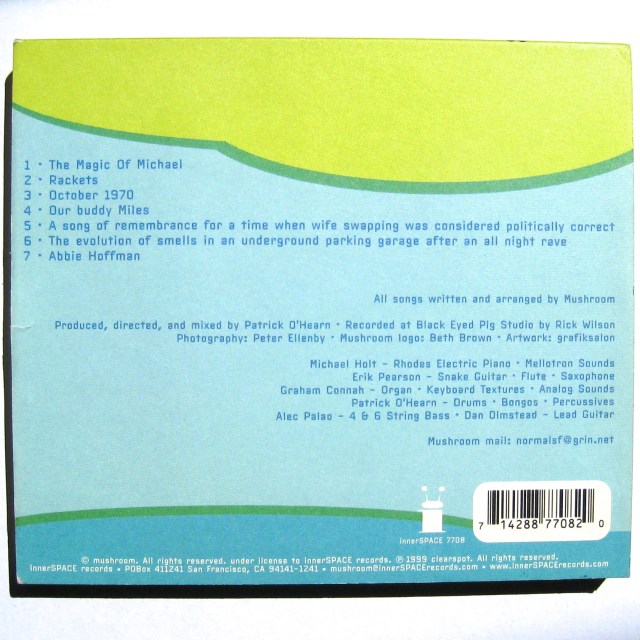 1 · The Magic Of Michael
2 · Rackets
3 · October 1970
4 · Our buddy Miles
5 · A song of remembrance for a time when wife swapping was considered politically correct
6 · The evolution of smells in an underground parking garage after an all night rave
7 · Abbie Hoffman
All songs written and arranged by Mushroom
Produced, directed, and mixed by Patrick O'Hearn · Recorded at Black Eyed Pig Studio by Rick Wilson
Photography: Peter Ellenby · Mushroom logo: Beth Brown · Artwork: grafiksalon
Michael Holt – Rhodes Electric Piano · Mellotron Sounds
Erik Pearson – Snake Guitar · Flute · Saxophone
Graham Connah – Organ · Keyboard Textures · Analog Sounds
Patrick O'Hearn – Drums · Bongos · Percussives
Alec Palao – 4 & 6 String Bass · Dan Olmstead – Lead Guitar
Mushroom mail: normalsf@grin.net
innerSPACE 7708
7 14288 77082 0
© mushroom. All rights reserved. under license to innerSPACE records. ℗ 1999 clearspot. All rights reserved.
innerSPACE records • POBox 411241 San Francisco, CA 94141-1241 • mushroom@innerSPACErecords.com • www.innerSPACErecords.com